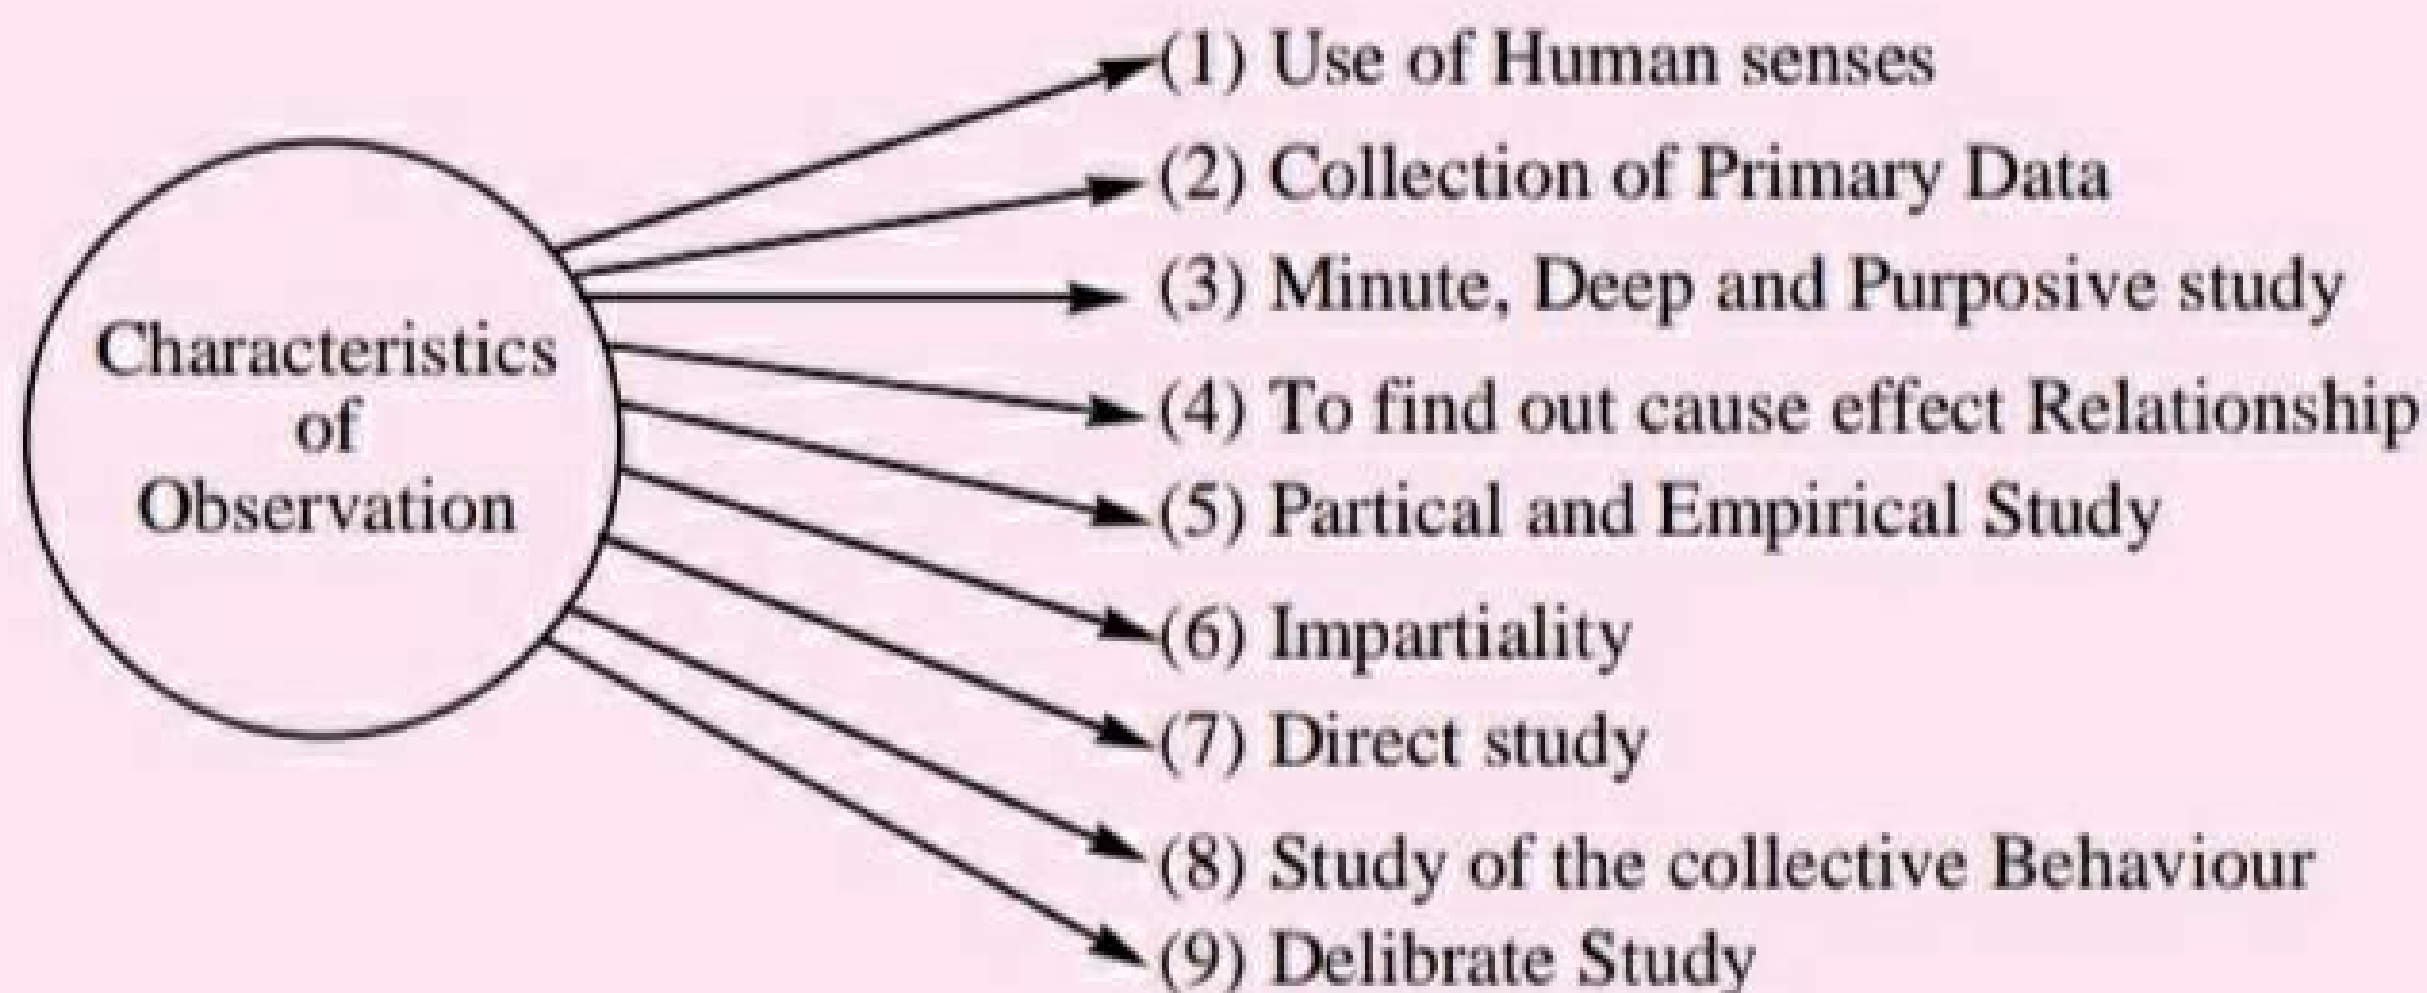 Characteristics
of
Observation
(1) Use of Human senses
(2) Collection of Primary Data
(3) Minute, Deep and Purposive study
(4) To find out cause effect Relationship
(5) Partical and Empirical Study
(6) Impartiality
(7) Direct study
(8) Study of the collective Behaviour
(9) Delibrate Study